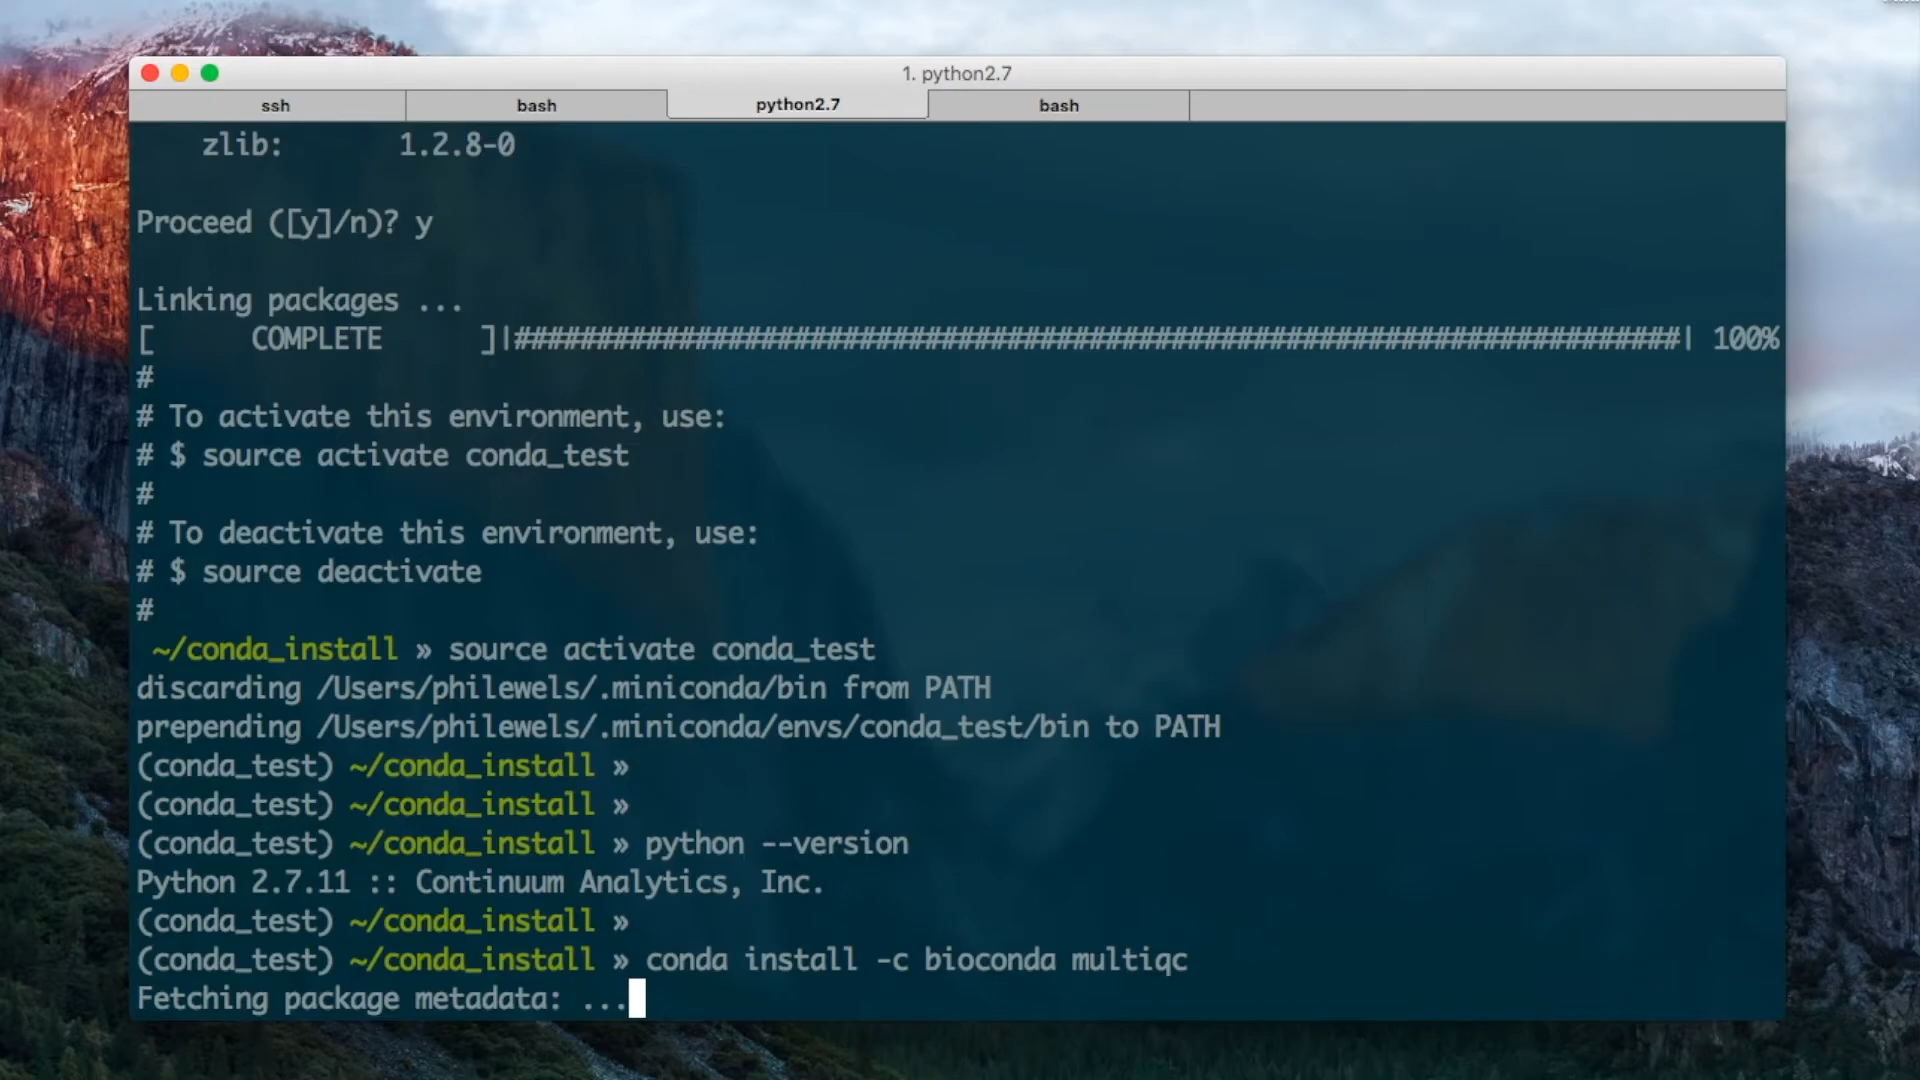 1. python2.7
ssh bash python2.7 bash
zlib: 1.2.8-0
Proceed ([y]/n)? y
Linking packages ...
[ COMPLETE ]|#######################################################################| 100%
#
# To activate this environment, use:
# $ source activate conda_test
#
# To deactivate this environment, use:
# $ source deactivate
#
~/conda_install » source activate conda_test
discarding /Users/philewels/.miniconda/bin from PATH
prepending /Users/philewels/.miniconda/envs/conda_test/bin to PATH
(conda_test) ~/conda_install »
(conda_test) ~/conda_install »
(conda_test) ~/conda_install » python --version
Python 2.7.11 :: Continuum Analytics, Inc.
(conda_test) ~/conda_install »
(conda_test) ~/conda_install » conda install -c bioconda multiqc
Fetching package metadata: ...